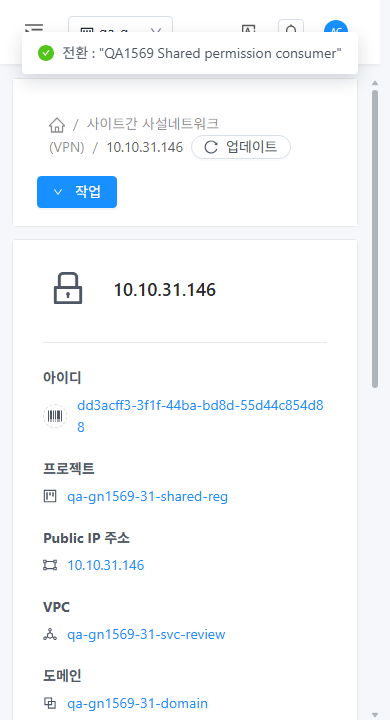 전환 : "QA1569 Shared permission consumer"
/ 사이트간 사설네트워크
(VPN) / 10.10.31.146 업데이트
작업
10.10.31.146
아이디
dd3acff3-3f1f-44ba-bd8d-55d44c854d8
8
프로젝트
qa-gn1569-31-shared-reg
Public IP 주소
10.10.31.146
VPC
qa-gn1569-31-svc-review
도메인
qa-gn1569-31-domain